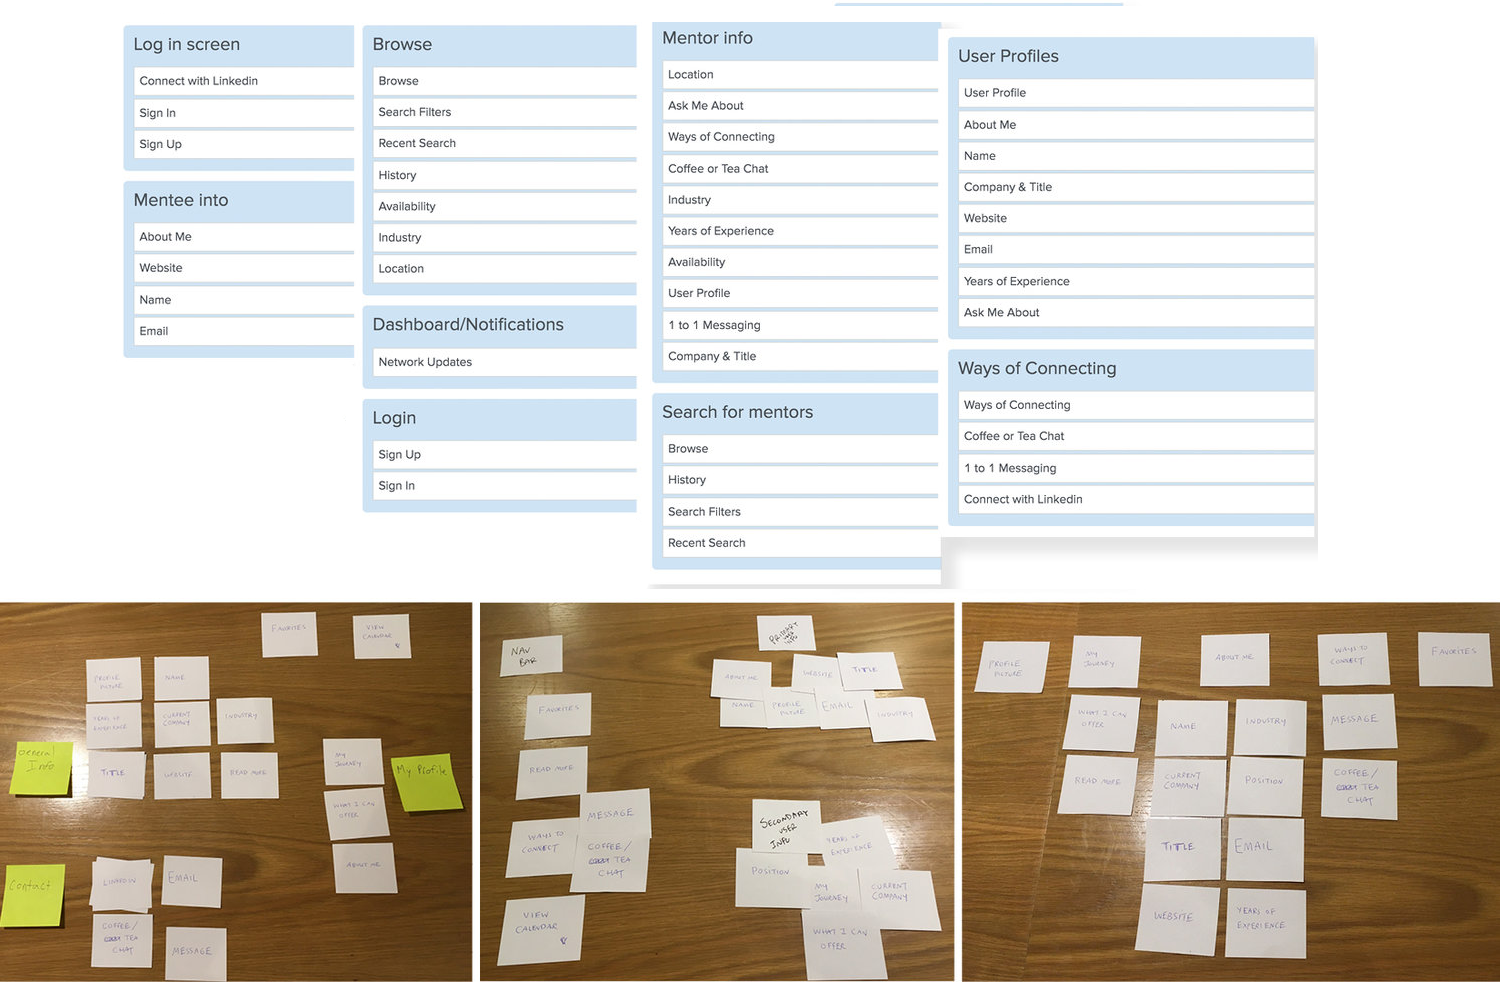 Log in screen
Connect with Linkedin
Sign In
Sign Up
Mentee into
About Me
Website
Name
Email
Browse
Browse
Search Filters
Recent Search
History
Availability
Industry
Location
Dashboard/Notifications
Network Updates
Login
Sign Up
Sign In
Mentor info
Location
Ask Me About
Ways of Connecting
Coffee or Tea Chat
Industry
Years of Experience
Availability
User Profile
1 to 1 Messaging
Company & Title
Search for mentors
Browse
History
Search Filters
Recent Search
User Profiles
User Profile
About Me
Name
Company & Title
Website
Email
Years of Experience
Ask Me About
Ways of Connecting
Ways of Connecting
Coffee or Tea Chat
1 to 1 Messaging
Connect with Linkedin
FAVORITES
VIEW
CALENDAR
PROFILE
PICTURE
NAME
YEARS OF
EXPERIENCE
CURRENT
COMPANY
INDUSTRY
General
Info
TITLE
WEBSITE
READ MORE
MY
JOURNEY
My Profile
WHAT I CAN
OFFER
ABOUT ME
Contact
EMAIL
COFFEE/
TEA
CHAT
MESSAGE
NAV
BAR
FAVORITES
READ MORE
MESSAGE
WAYS TO
CONNECT
COFFEE/
TEA
CHAT
VIEW
CALENDAR
PRIMARY
USER
INFO
ABOUT ME
WEBSITE
TITLE
NAME
PROFILE
PICTURE
EMAIL
INDUSTRY
SECONDARY
USER
INFO
YEARS OF
EXPERIENCE
POSITION
MY
JOURNEY
CURRENT
COMPANY
WHAT I CAN
OFFER
PROFILE
PICTURE
MY
JOURNEY
ABOUT ME
WAYS TO
CONNECT
FAVORITES
WHAT I CAN
OFFER
NAME
INDUSTRY
MESSAGE
READ MORE
CURRENT
COMPANY
POSITION
COFFEE/
TEA
CHAT
TITLE
EMAIL
WEBSITE
YEARS OF
EXPERIENCE